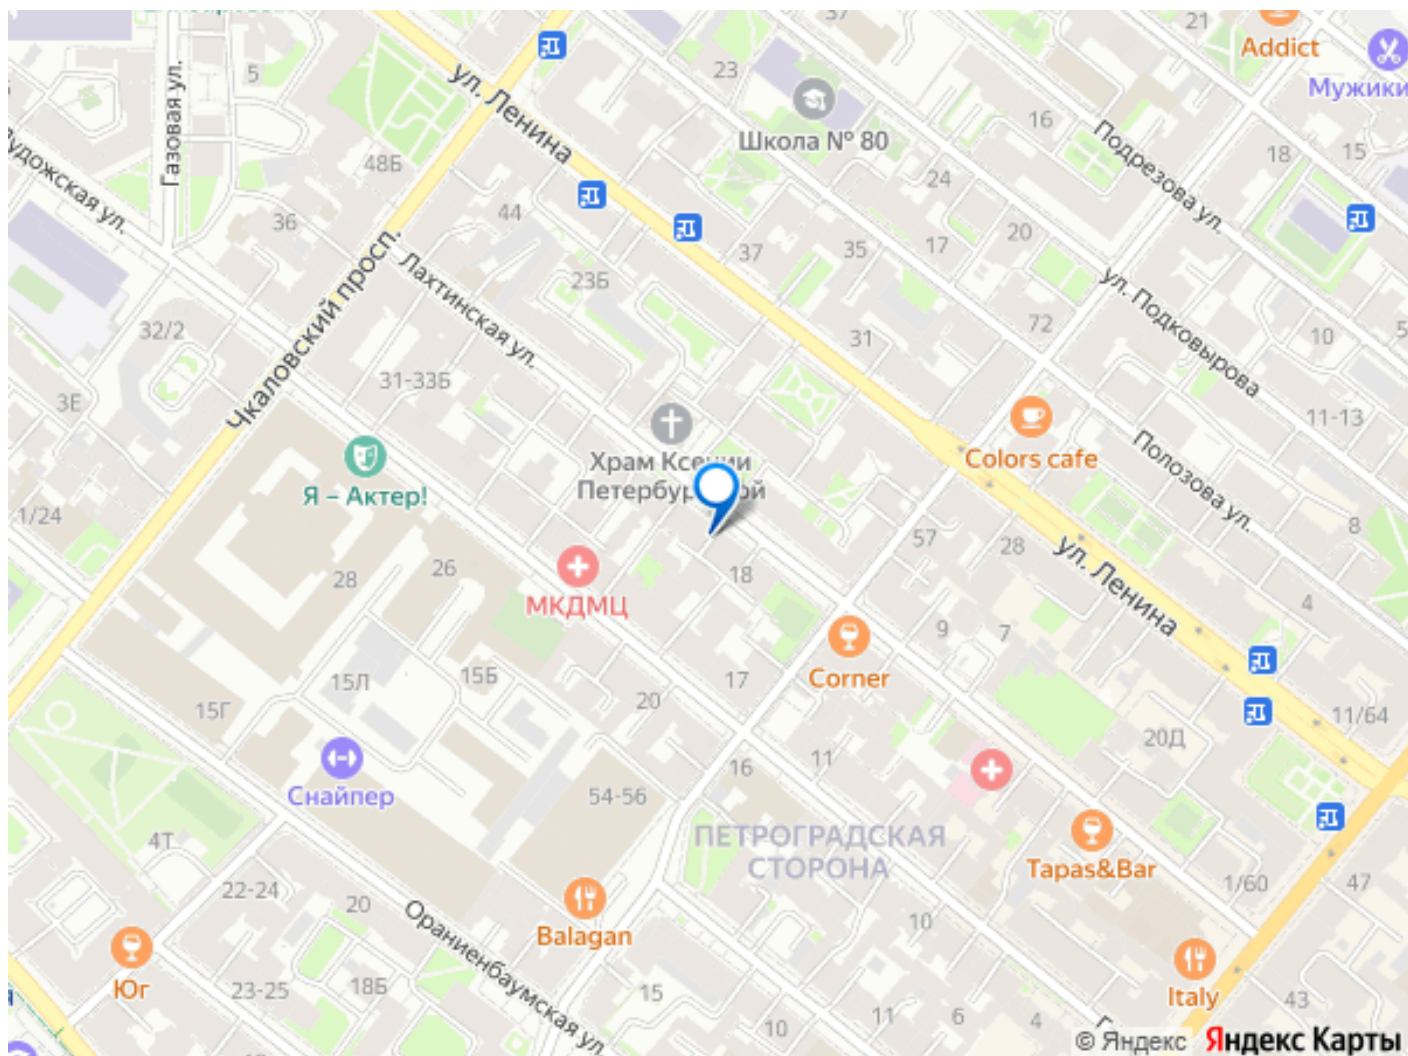 37
21
Addict
Мужики
5
Газовая ул.
ул. Ленина
23
Школа № 80
16
Подрезова ул.
18
15
Пудожская ул.
48Б
36
44
24
17
20
35
37
23Б
Чкаловский просп.
Лахтинская ул.
ул. Подковырова
32/2
31
72
10
5
31-33Б
3Е
11-13
Я – Актер!
Храм Ксении
Colors cafe
Полозова ул.
1/24
8
57
28
ул. Ленина
28
26
МКДМЦ
18
4
9
7
Corner
15Л
15Б
17
20
15Г
11/64
20Д
11
16
Снайпер
54-56
ПЕТРОГРАДСКАЯ
СТОРОНА
4Т
Tapas&Bar
22-24
20
1/60
47
Ораниенбаумская ул.
Balagan
10
Юг
23-25
18Б
15
Italy
43
10
11
6
4
© Яндекс Яндекс Карты